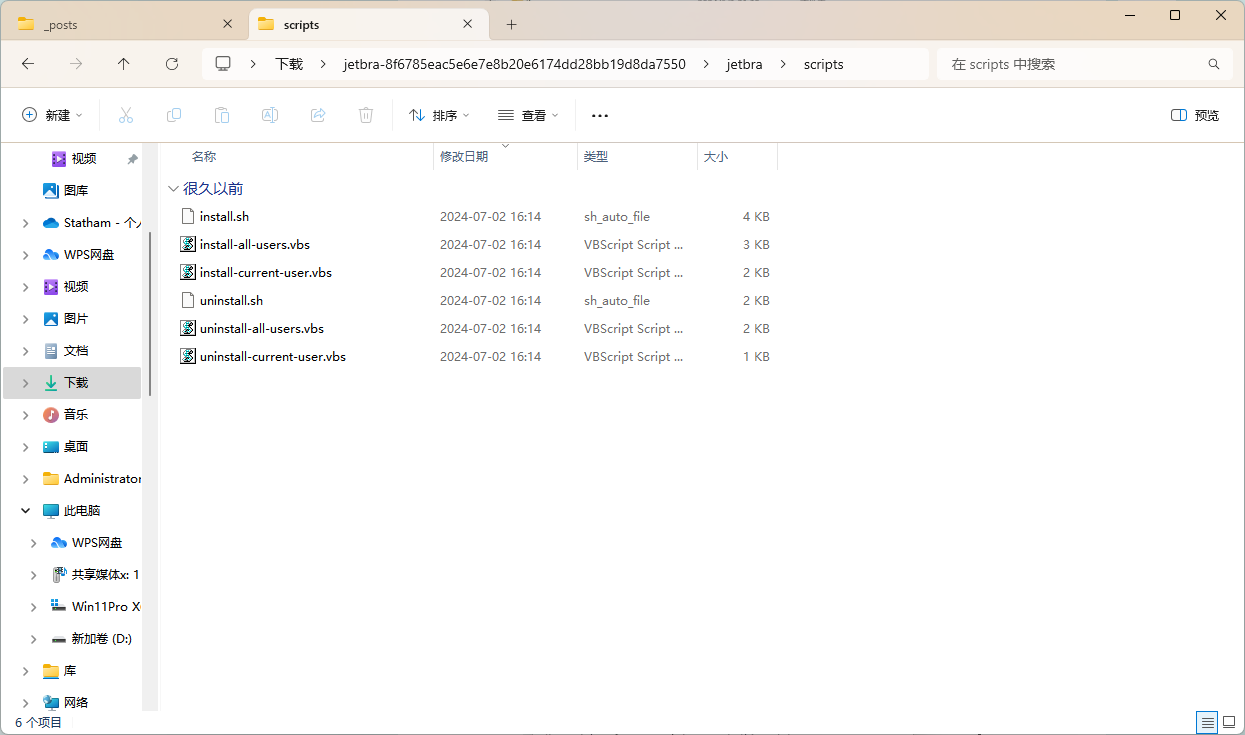 _posts
scripts
下载
jetbra-8f6785eac5e6e7e8b20e6174dd28bb19d8da7550
jetbra
scripts
在 scripts 中搜索
新建
排序
查看
预览
视频
图库
Statham - 个人
WPS网盘
视频
图片
文档
下载
音乐
桌面
Administrator
此电脑
WPS网盘
共享媒体x: 1
Win11Pro X
新加卷 (D:)
库
网络
名称 修改日期 类型 大小
很久以前
install.sh 2024-07-02 16:14 sh_auto_file 4 KB
install-all-users.vbs 2024-07-02 16:14 VBScript Script ... 3 KB
install-current-user.vbs 2024-07-02 16:14 VBScript Script ... 2 KB
uninstall.sh 2024-07-02 16:14 sh_auto_file 2 KB
uninstall-all-users.vbs 2024-07-02 16:14 VBScript Script ... 2 KB
uninstall-current-user.vbs 2024-07-02 16:14 VBScript Script ... 1 KB
6 个项目